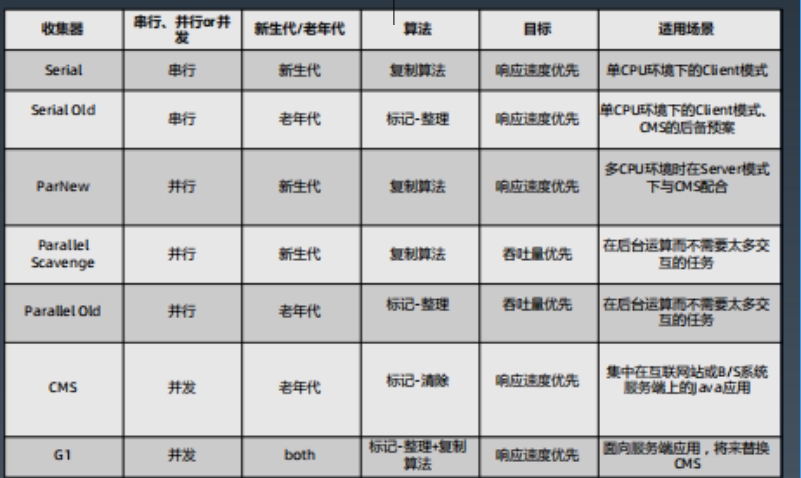 收集器
串行、并行or并
发
新生代/老年代
算法
目标
适用场景
Serial
串行
新生代
复制算法
响应速度优先
单CPU环境下的Client模式
Serial Old
串行
老年代
标记-整理
响应速度优先
单CPU环境下的Client模式、
CMS的后备预案
ParNew
并行
新生代
复制算法
响应速度优先
多CPU环境时在Server模式
下与CMS配合
Parallel
Scavenge
并行
新生代
复制算法
吞吐量优先
在后台运算而不需要太多交
互的任务
Parallel Old
并行
老年代
标记-整理
吞吐量优先
在后台运算而不需要太多交
互的任务
CMS
并发
老年代
标记-清除
响应速度优先
集中在互联网站或B/S系统
服务端上的Java应用
G1
并发
both
标记-整理+复制
算法
响应速度优先
面向服务端应用，将来替换
CMS